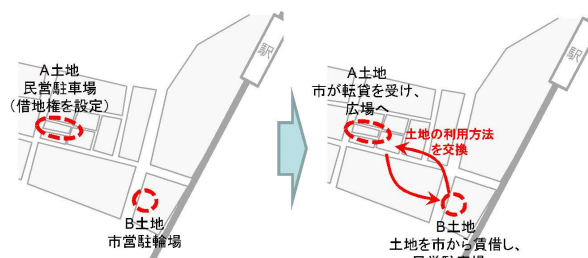 駅
A土地
民営駐車場
（借地権を設定）
B土地
市営駐輪場
駅
A土地
市が転貸を受け、
広場へ
土地の利用方法
を交換
B土地
土地を市から賃借し、